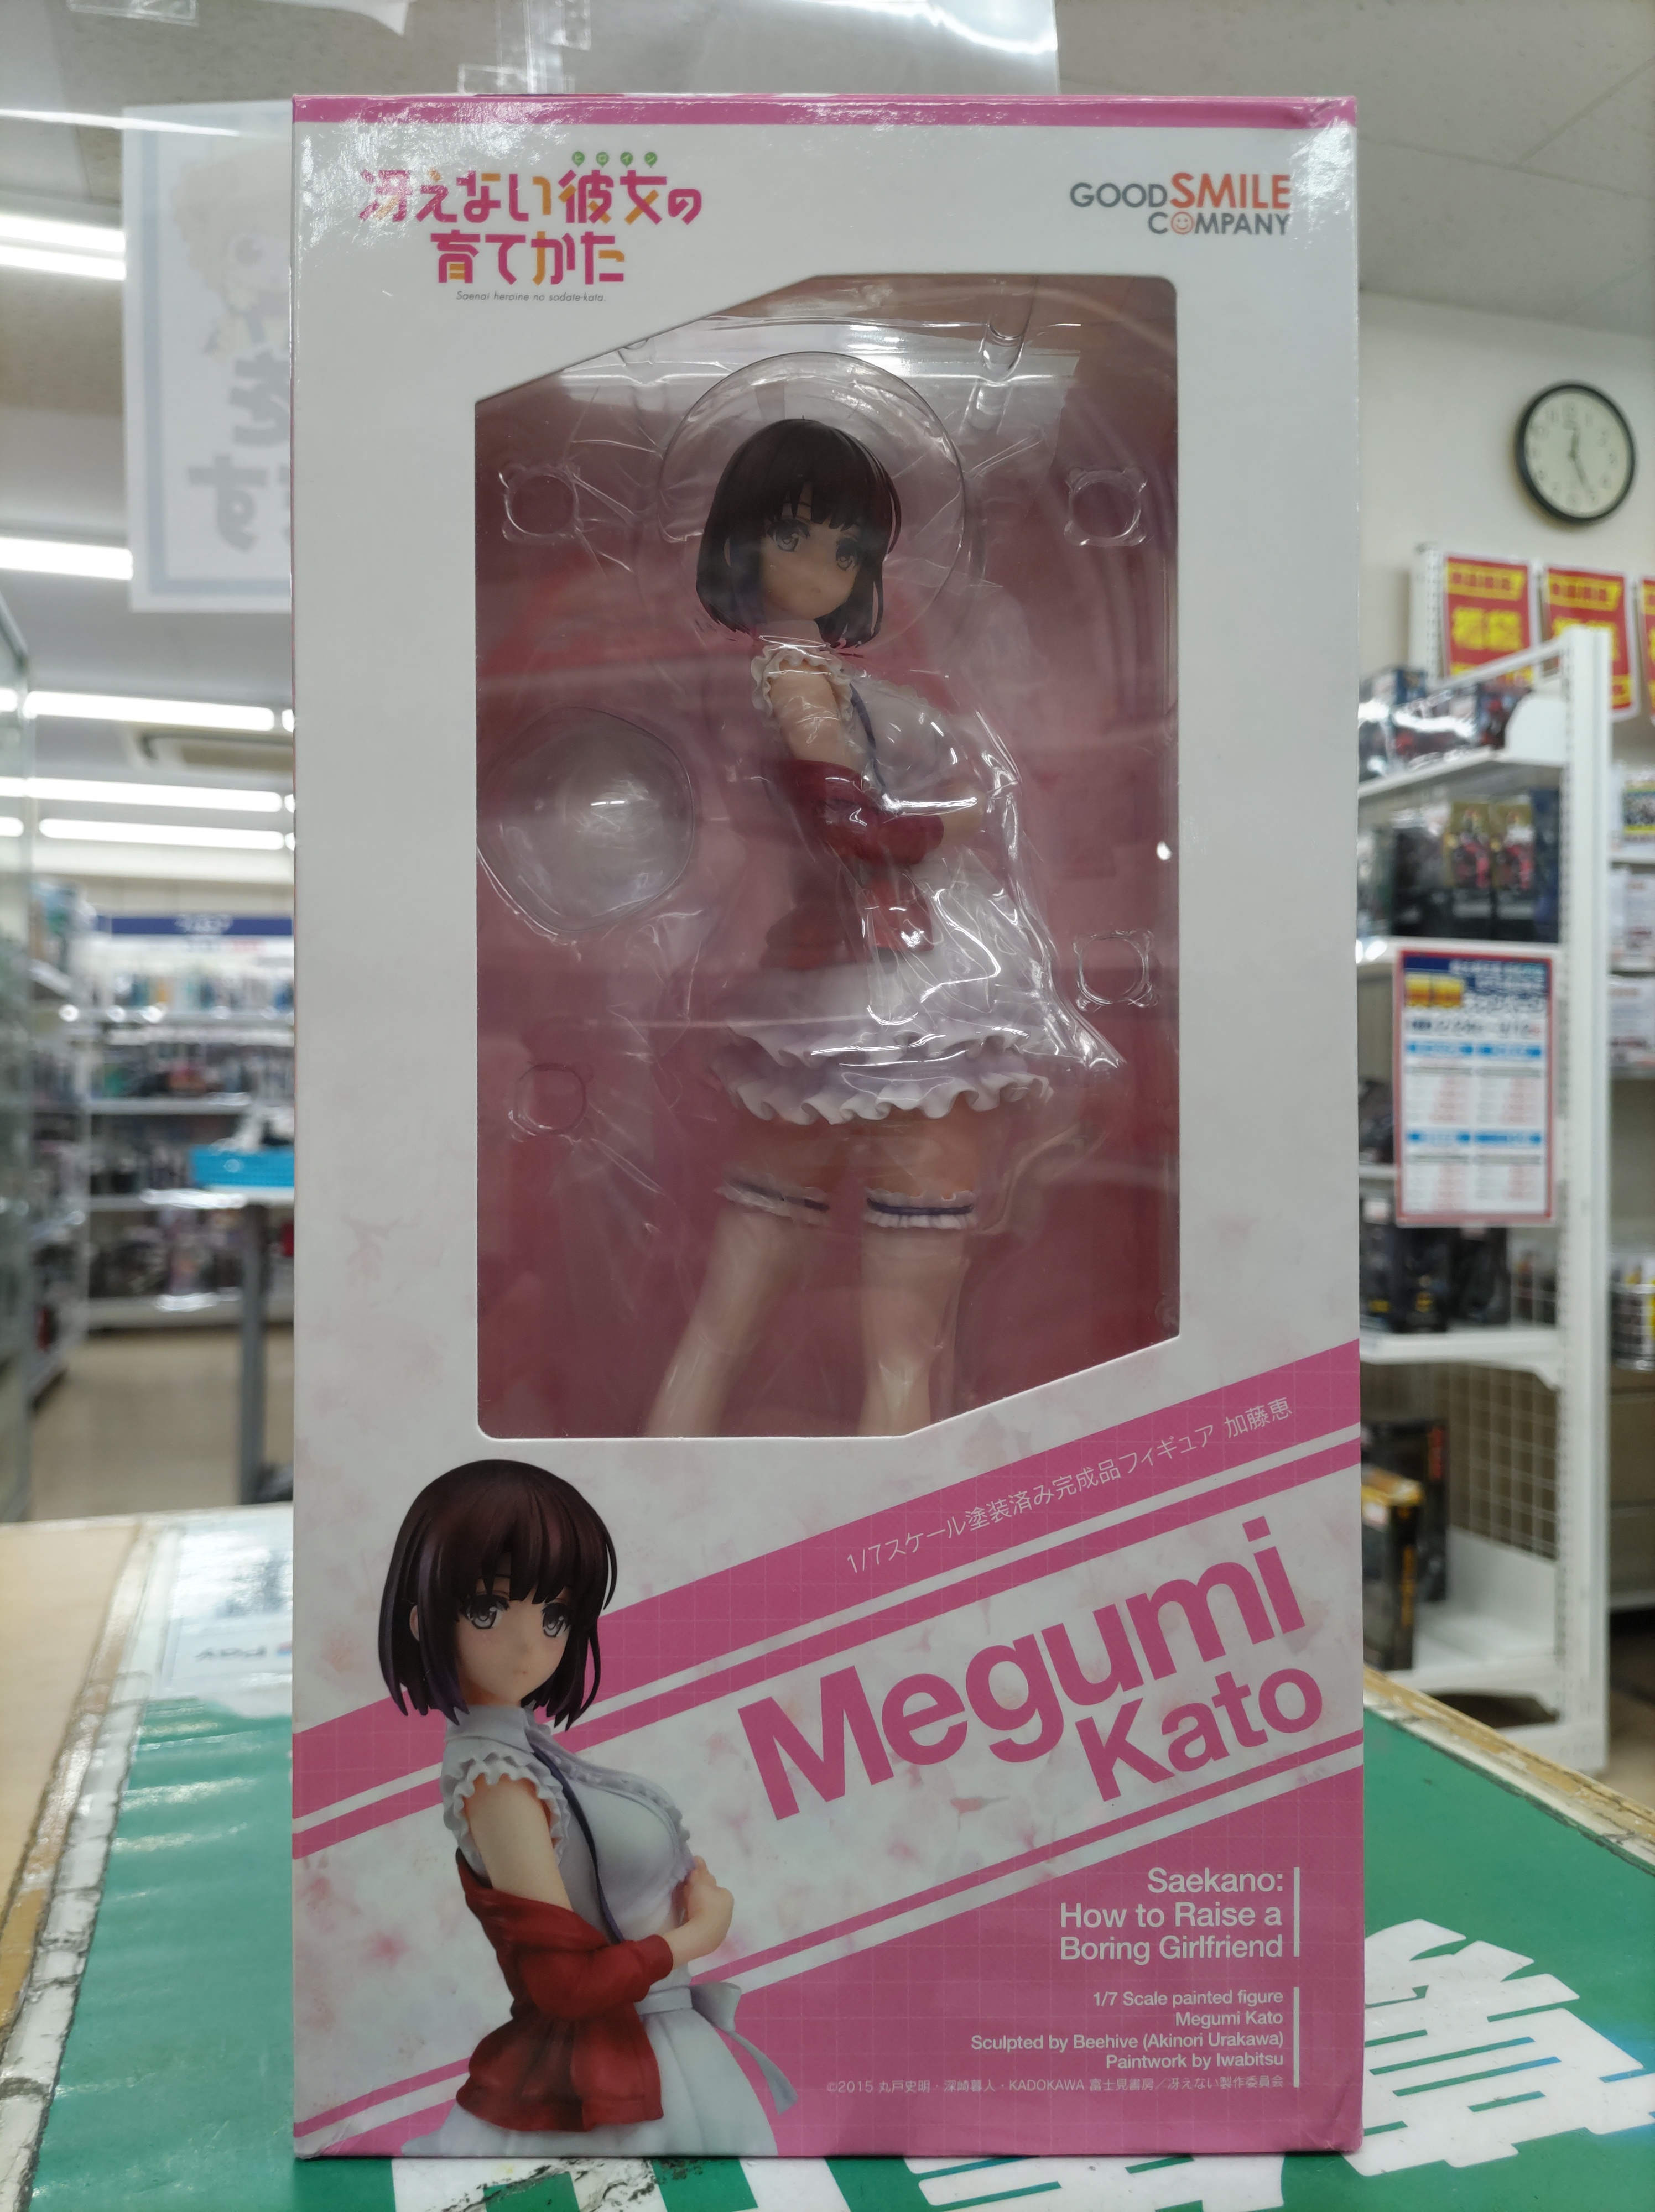 ヒロイン
冴えない彼女の
育てかた
Saenai heroine no sodate-kata.
GOODSMILE
COMPANY
1/7スケール塗装済み完成品フィギュア 加藤恵
Megumi
Kato
Saekano:
How to Raise a
Boring Girlfriend
1/7 Scale painted figure
Megumi Kato
Sculpted by Beehive (Akinori Urakawa)
Paintwork by Iwabitsu
©2015 丸戸史明・深崎暮人・KADOKAWA 富士見書房／冴えない製作委員会
Pay